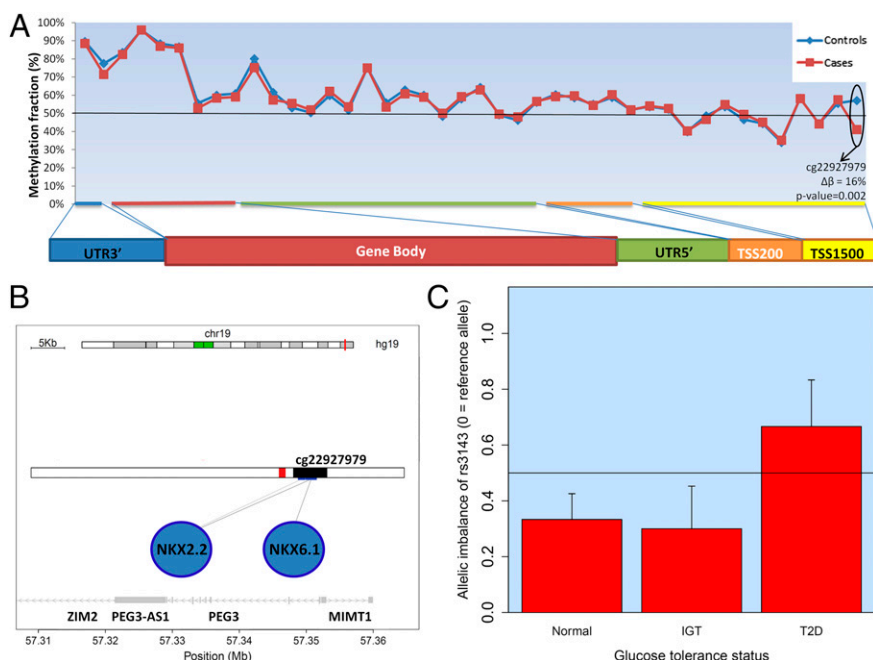 A
Methylation fraction (%)
100%
90%
80%
70%
60%
50%
40%
30%
20%
10%
0%
Controls
Cases
cg22927979
Δβ = 16%
p-value=0.002
UTR3' Gene Body UTR5' TSS200 TSS1500
B
chr19
5Kb
hg19
cg22927979
NKX2.2 NKX6.1
ZIM2 PEG3-AS1 PEG3 MIMT1
57.31 57.32 57.33 57.34 57.35 57.36
Position (Mb)
C
Allelic imbalance of rs3143 (0 = reference allele)
1.0
0.8
0.6
0.4
0.2
0.0
Normal IGT T2D
Glucose tolerance status